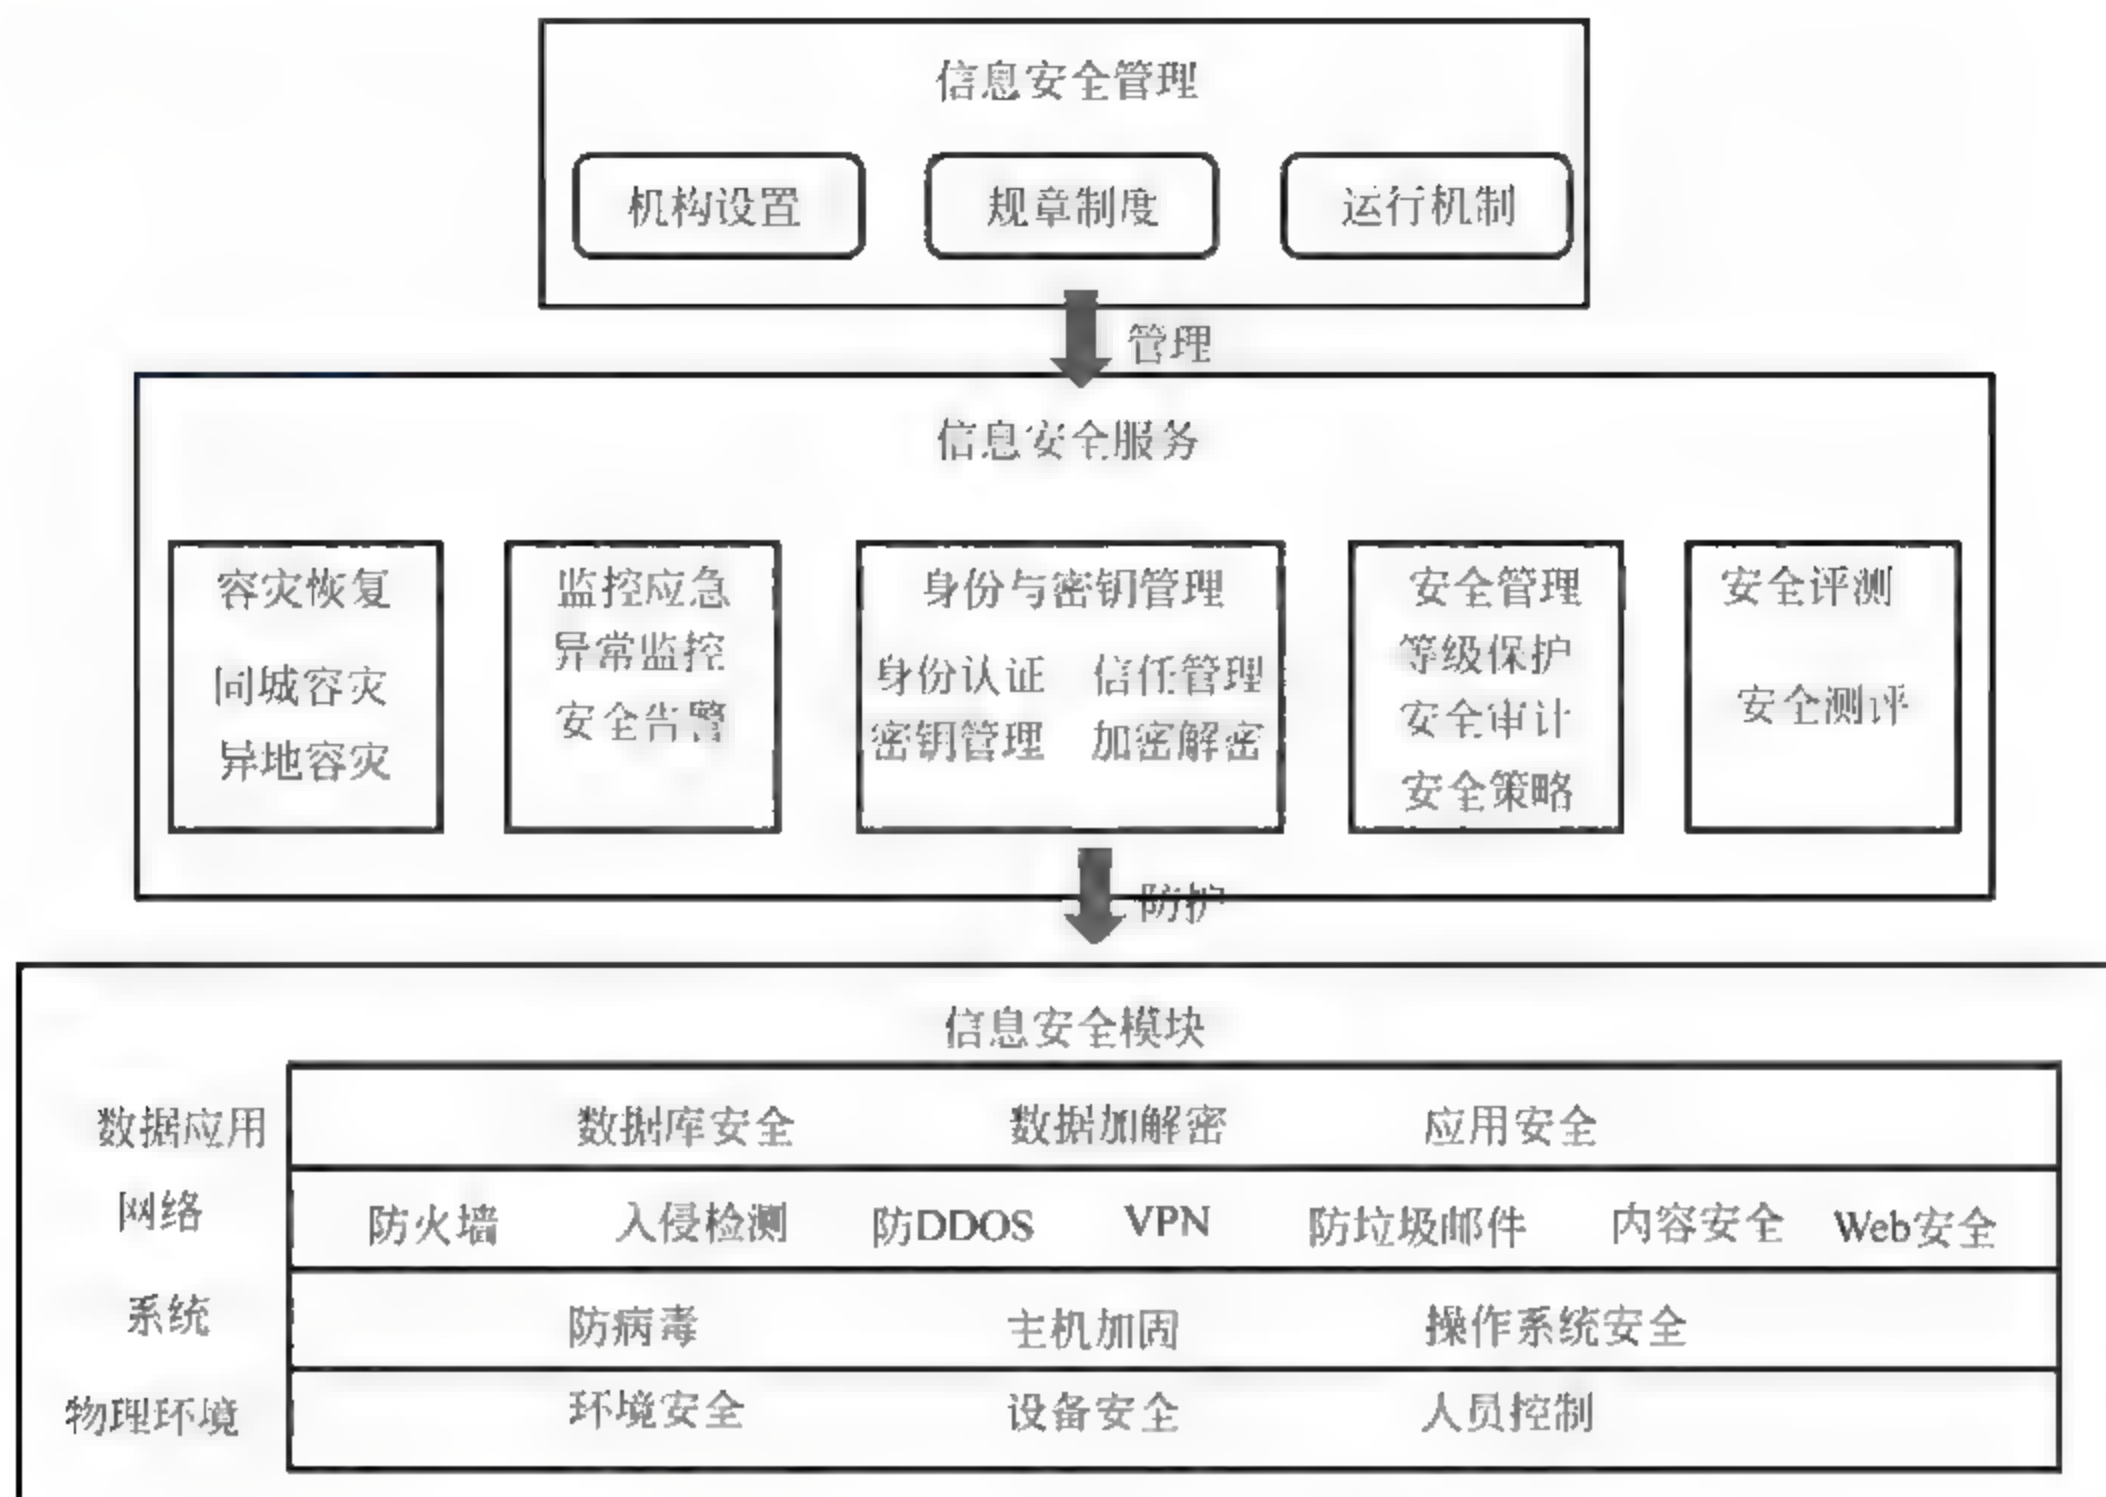 信息安全管理
机构设置 规章制度 运行机制
管理
信息安全服务
容灾恢复
同城容灾
异地容灾
监控应急
异常监控
安全告警
身份与密钥管理
身份认证 信任管理
密钥管理 加密解密
安全管理
等级保护
安全审计
安全策略
安全评测
安全测评
防护
信息安全模块
数据应用 数据库安全 数据加解密 应用安全
网络 防火墙 入侵检测 防DDOS VPN 防垃圾邮件 内容安全 Web安全
系统 防病毒 主机加固 操作系统安全
物理环境 环境安全 设备安全 人员控制